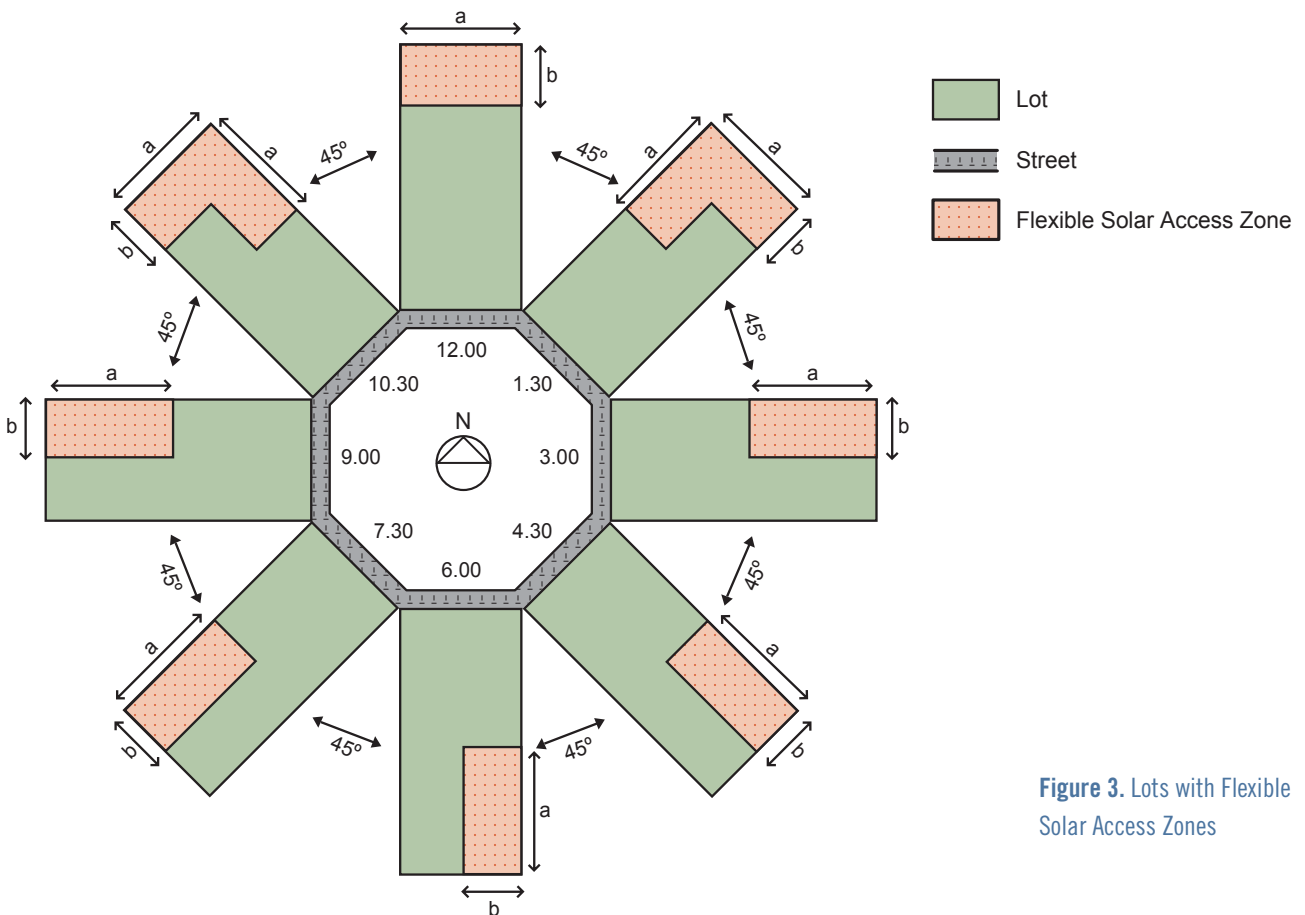 a
b
a
a
b
45º
45º
a
a
b
Lot
Street
Flexible Solar Access Zone
45º
45º
a
b
a
b
12.00
10.30
1.30
N
9.00
3.00
7.30
4.30
6.00
45º
45º
a
b
a
b
45º
45º
a
b
Figure 3. Lots with Flexible
Solar Access Zones